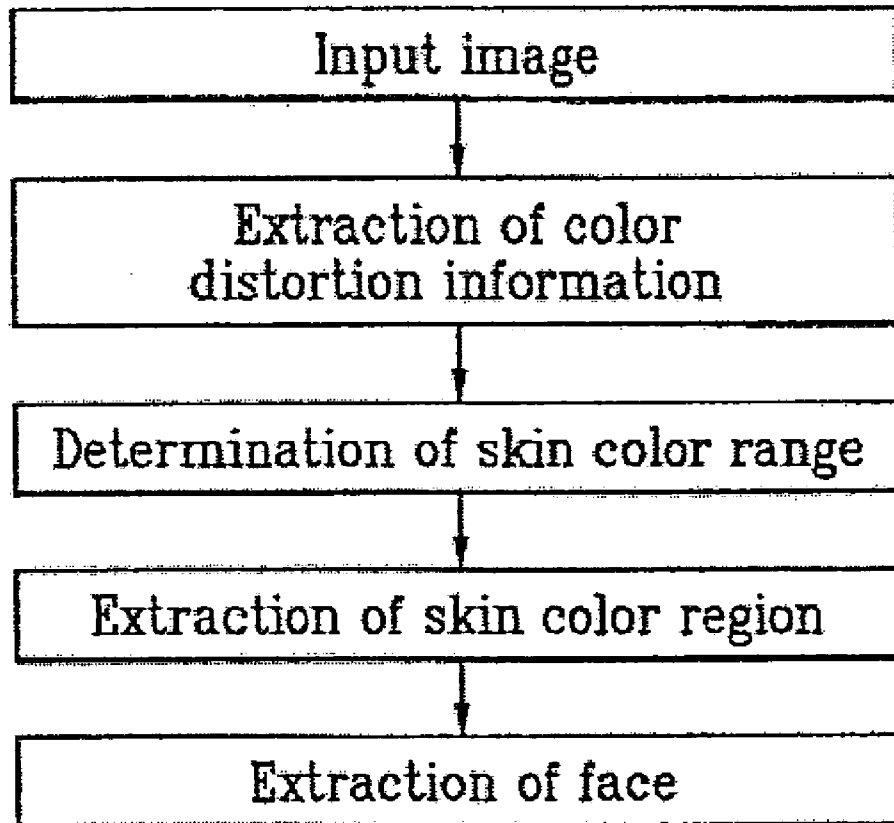 Input image
Extraction of color
distortion information
Determination of skin color range
Extraction of skin color region
Extraction of face